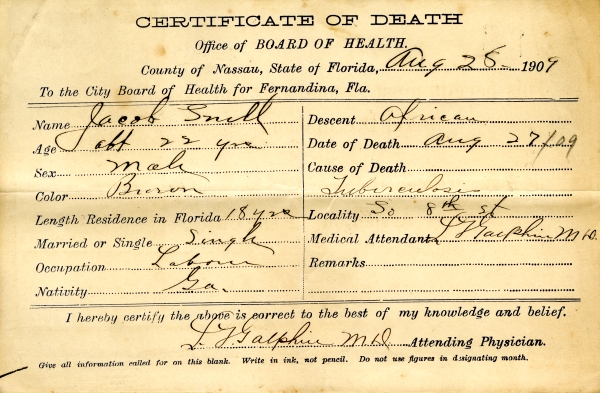 CERTIFICATE OF DEATH
Office of BOARD OF HEALTH.
County of Nassau, State of Florida, Aug 28 1909
To the City Board of Health for Fernandina, Fla.
Name Jacob Snell
Age abt 22 yrs
Sex Male
Color Brown
Length Residence in Florida 18 yrs
Married or Single Single
Occupation Labour
Nativity Ga.
Descent African
Date of Death Aug 27/09
Cause of Death
Tuberculosis
Locality So 8th st
Medical Attendant Galphin M D.
Remarks
I hereby certify the above is correct to the best of my knowledge and belief.
Galphin M D Attending Physician.
Give all information called for on this blank. Write in ink, not pencil. Do not use figures in designating month.